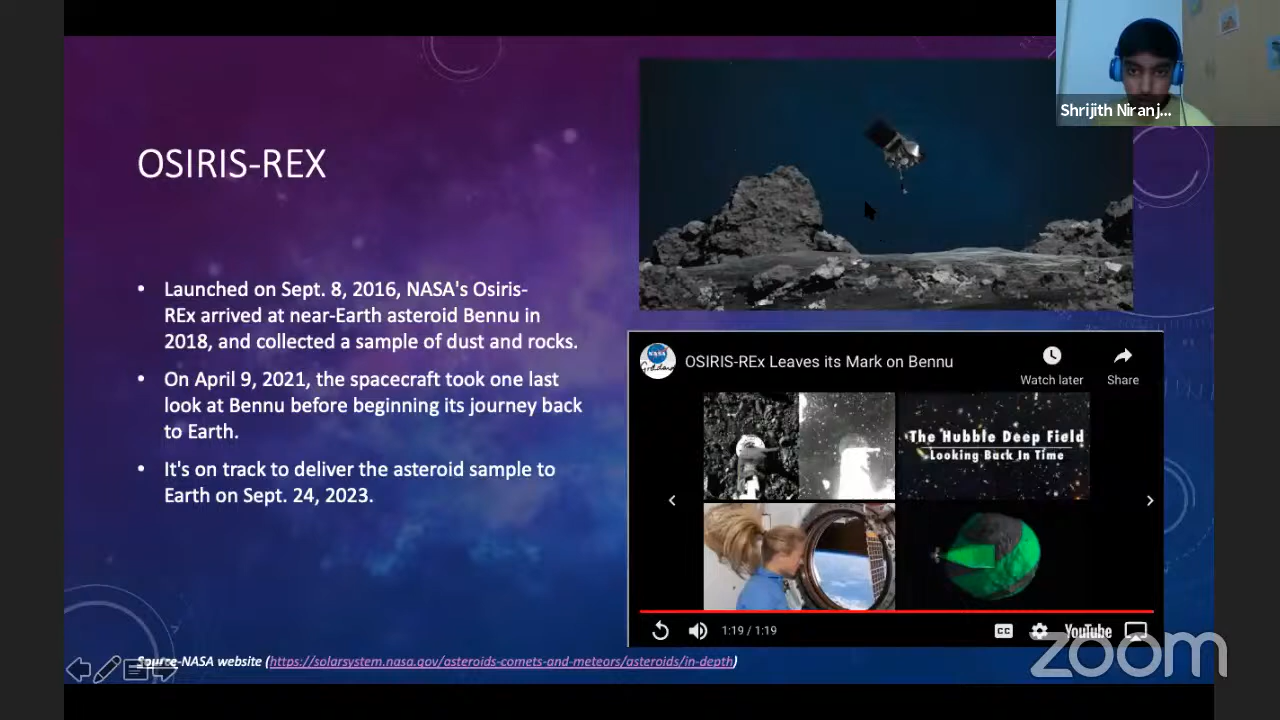 Shrijith Niranj...
OSIRIS-REX
• Launched on Sept. 8, 2016, NASA's Osiris-
REx arrived at near-Earth asteroid Bennu in
2018, and collected a sample of dust and rocks.
• On April 9, 2021, the spacecraft took one last
look at Bennu before beginning its journey back
to Earth.
• It's on track to deliver the asteroid sample to
Earth on Sept. 24, 2023.
NASA
Goddard
OSIRIS-REx Leaves its Mark on Bennu
Watch later
Share
The Hubble Deep Field
Looking Back In Time
1:19 / 1:19
CC
YouTube
Source-NASA website (https://solarsystem.nasa.gov/asteroids-comets-and-meteors/asteroids/in-depth)
zoom